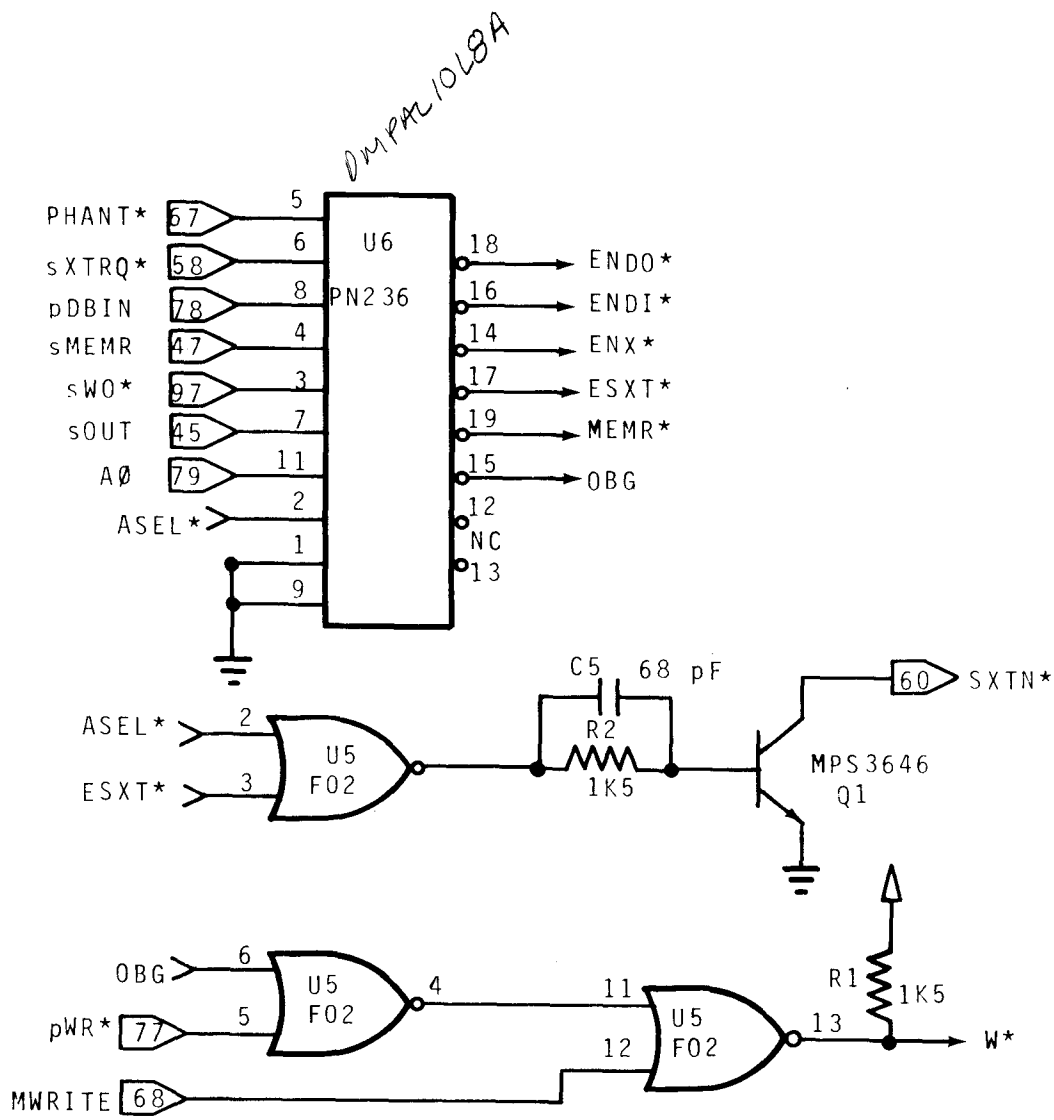 DMPAL10L8A
PHANT* 67 5
U6
sXTRQ* 58 6
18 ENDO*
pDBIN 78 8
PN236
16 ENDI*
sMEMR 47 4
14 ENX*
sWO* 97 3
17 ESXT*
sOUT 45 7
19 MEMR*
AØ 79 11
15 OBG
ASEL* 2
12
NC
1
13
9
C5 68 pF
60 SXTN*
ASEL* 2
U5
R2
ESXT* 3
F02
1K5
MPS3646
Q1
OBG 6
U5
4
11
R1
1K5
pWR* 77 5
F02
12
U5
F02
13
W*
MWRITE 68